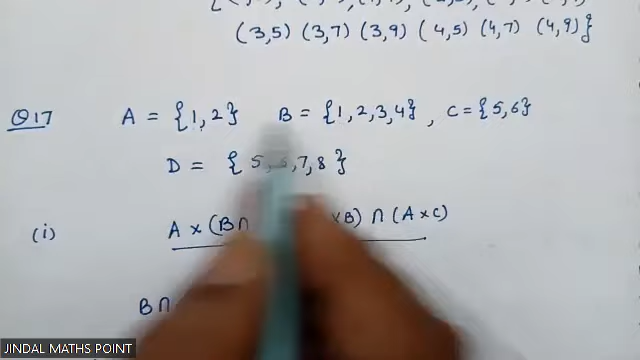 (3,5) (3,7) (3,9) (4,5) (4,7) (4,9)}
Q17 A = {1,2} B = {1,2,3,4}, C = {5,6}
D = {5, 6,7,8}
(i) A × (B∩ ×B) ∩ (A×C)
B∩
JINDAL MATHS POINT